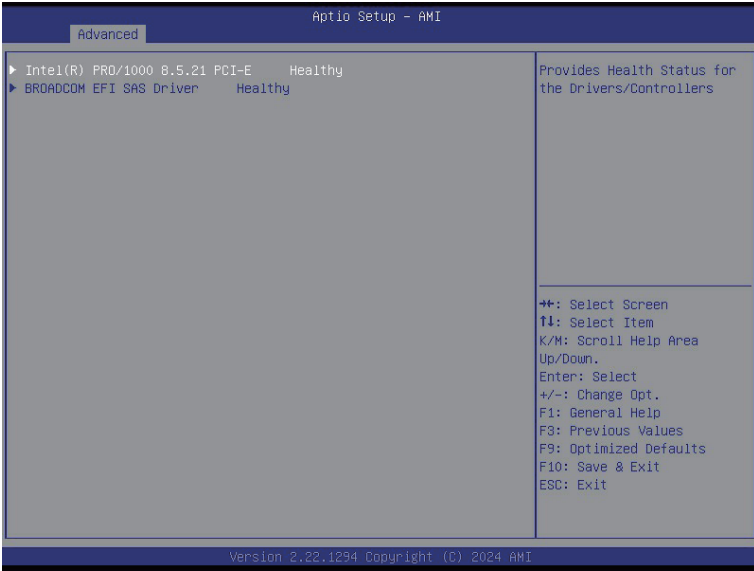 Aptio Setup – AMI
Advanced
Intel(R) PRO/1000 8.5.21 PCI-E Healthy
BROADCOM EFI SAS Driver Healthy
Provides Health Status for
the Drivers/Controllers
→←: Select Screen
↑↓: Select Item
K/M: Scroll Help Area
Up/Down.
Enter: Select
+/-: Change Opt.
F1: General Help
F3: Previous Values
F9: Optimized Defaults
F10: Save & Exit
ESC: Exit
Version 2.22.1294 Copyright (C) 2024 AMI